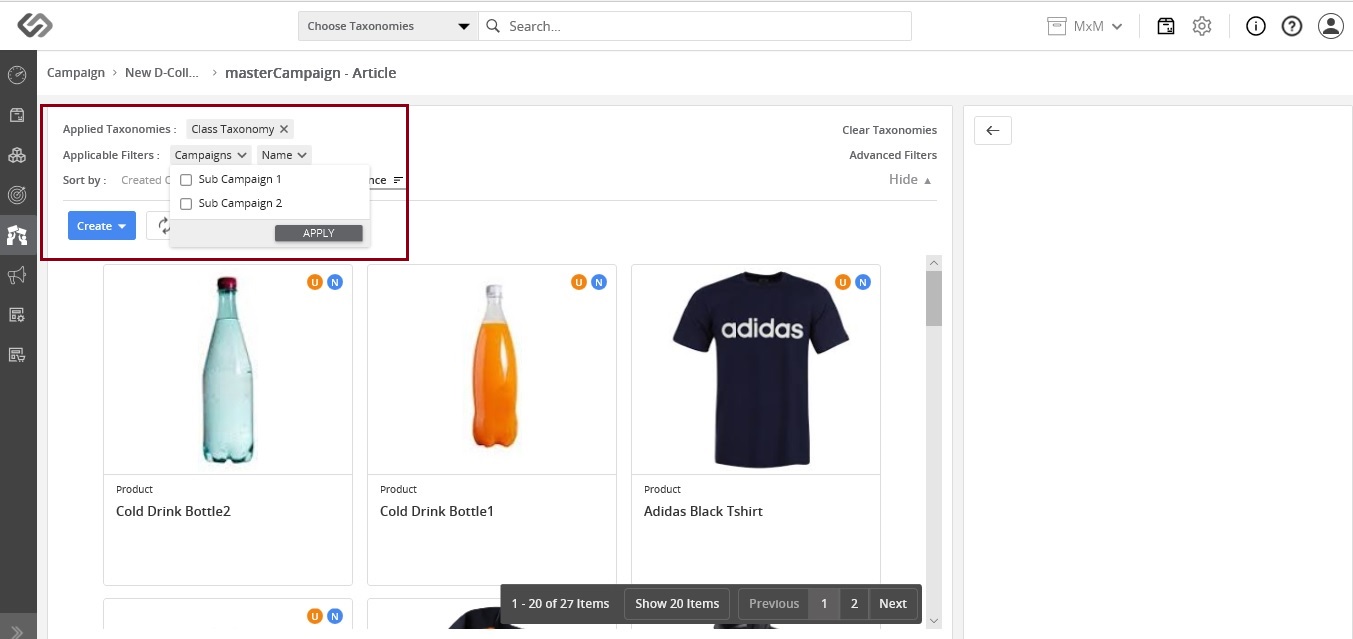 Choose Taxonomies
Search...
MxM
Campaign › New D-Coll... › masterCampaign - Article
Applied Taxonomies : Class Taxonomy ✕
Clear Taxonomies
Applicable Filters : Campaigns Name
Advanced Filters
Sort by : Created
nce
Hide ▲
Sub Campaign 1
Sub Campaign 2
APPLY
Create
U N
U N
U N
adidas
Product
Cold Drink Bottle2
Product
Cold Drink Bottle1
Product
Adidas Black Tshirt
U N
1 - 20 of 27 Items
Show 20 Items
Previous 1 2 Next